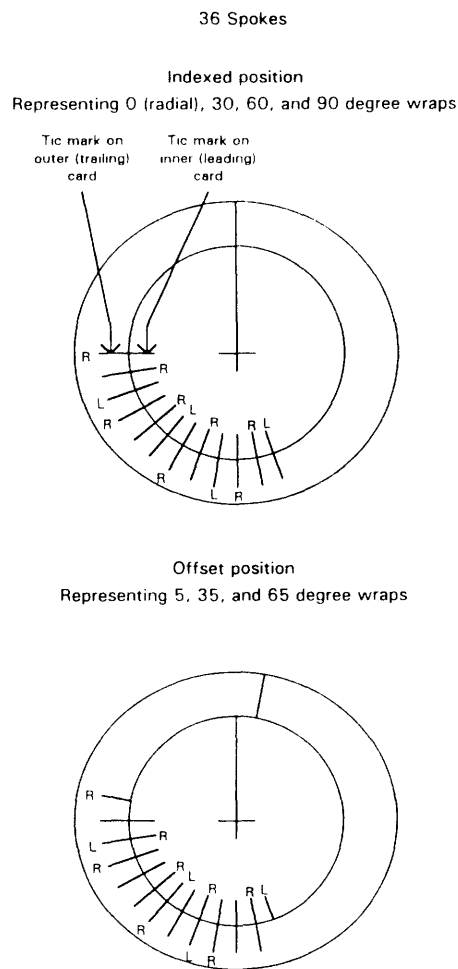 36 Spokes
Indexed position
Representing 0 (radial), 30, 60, and 90 degree wraps
Tic mark on
outer (trailing)
card
Tic mark on
inner (leading)
card
R
R
L
R
R
L
R
R
L
R
L
R
Offset position
Representing 5, 35, and 65 degree wraps
R
R
L
R
R
L
R
R
L
R
L
R